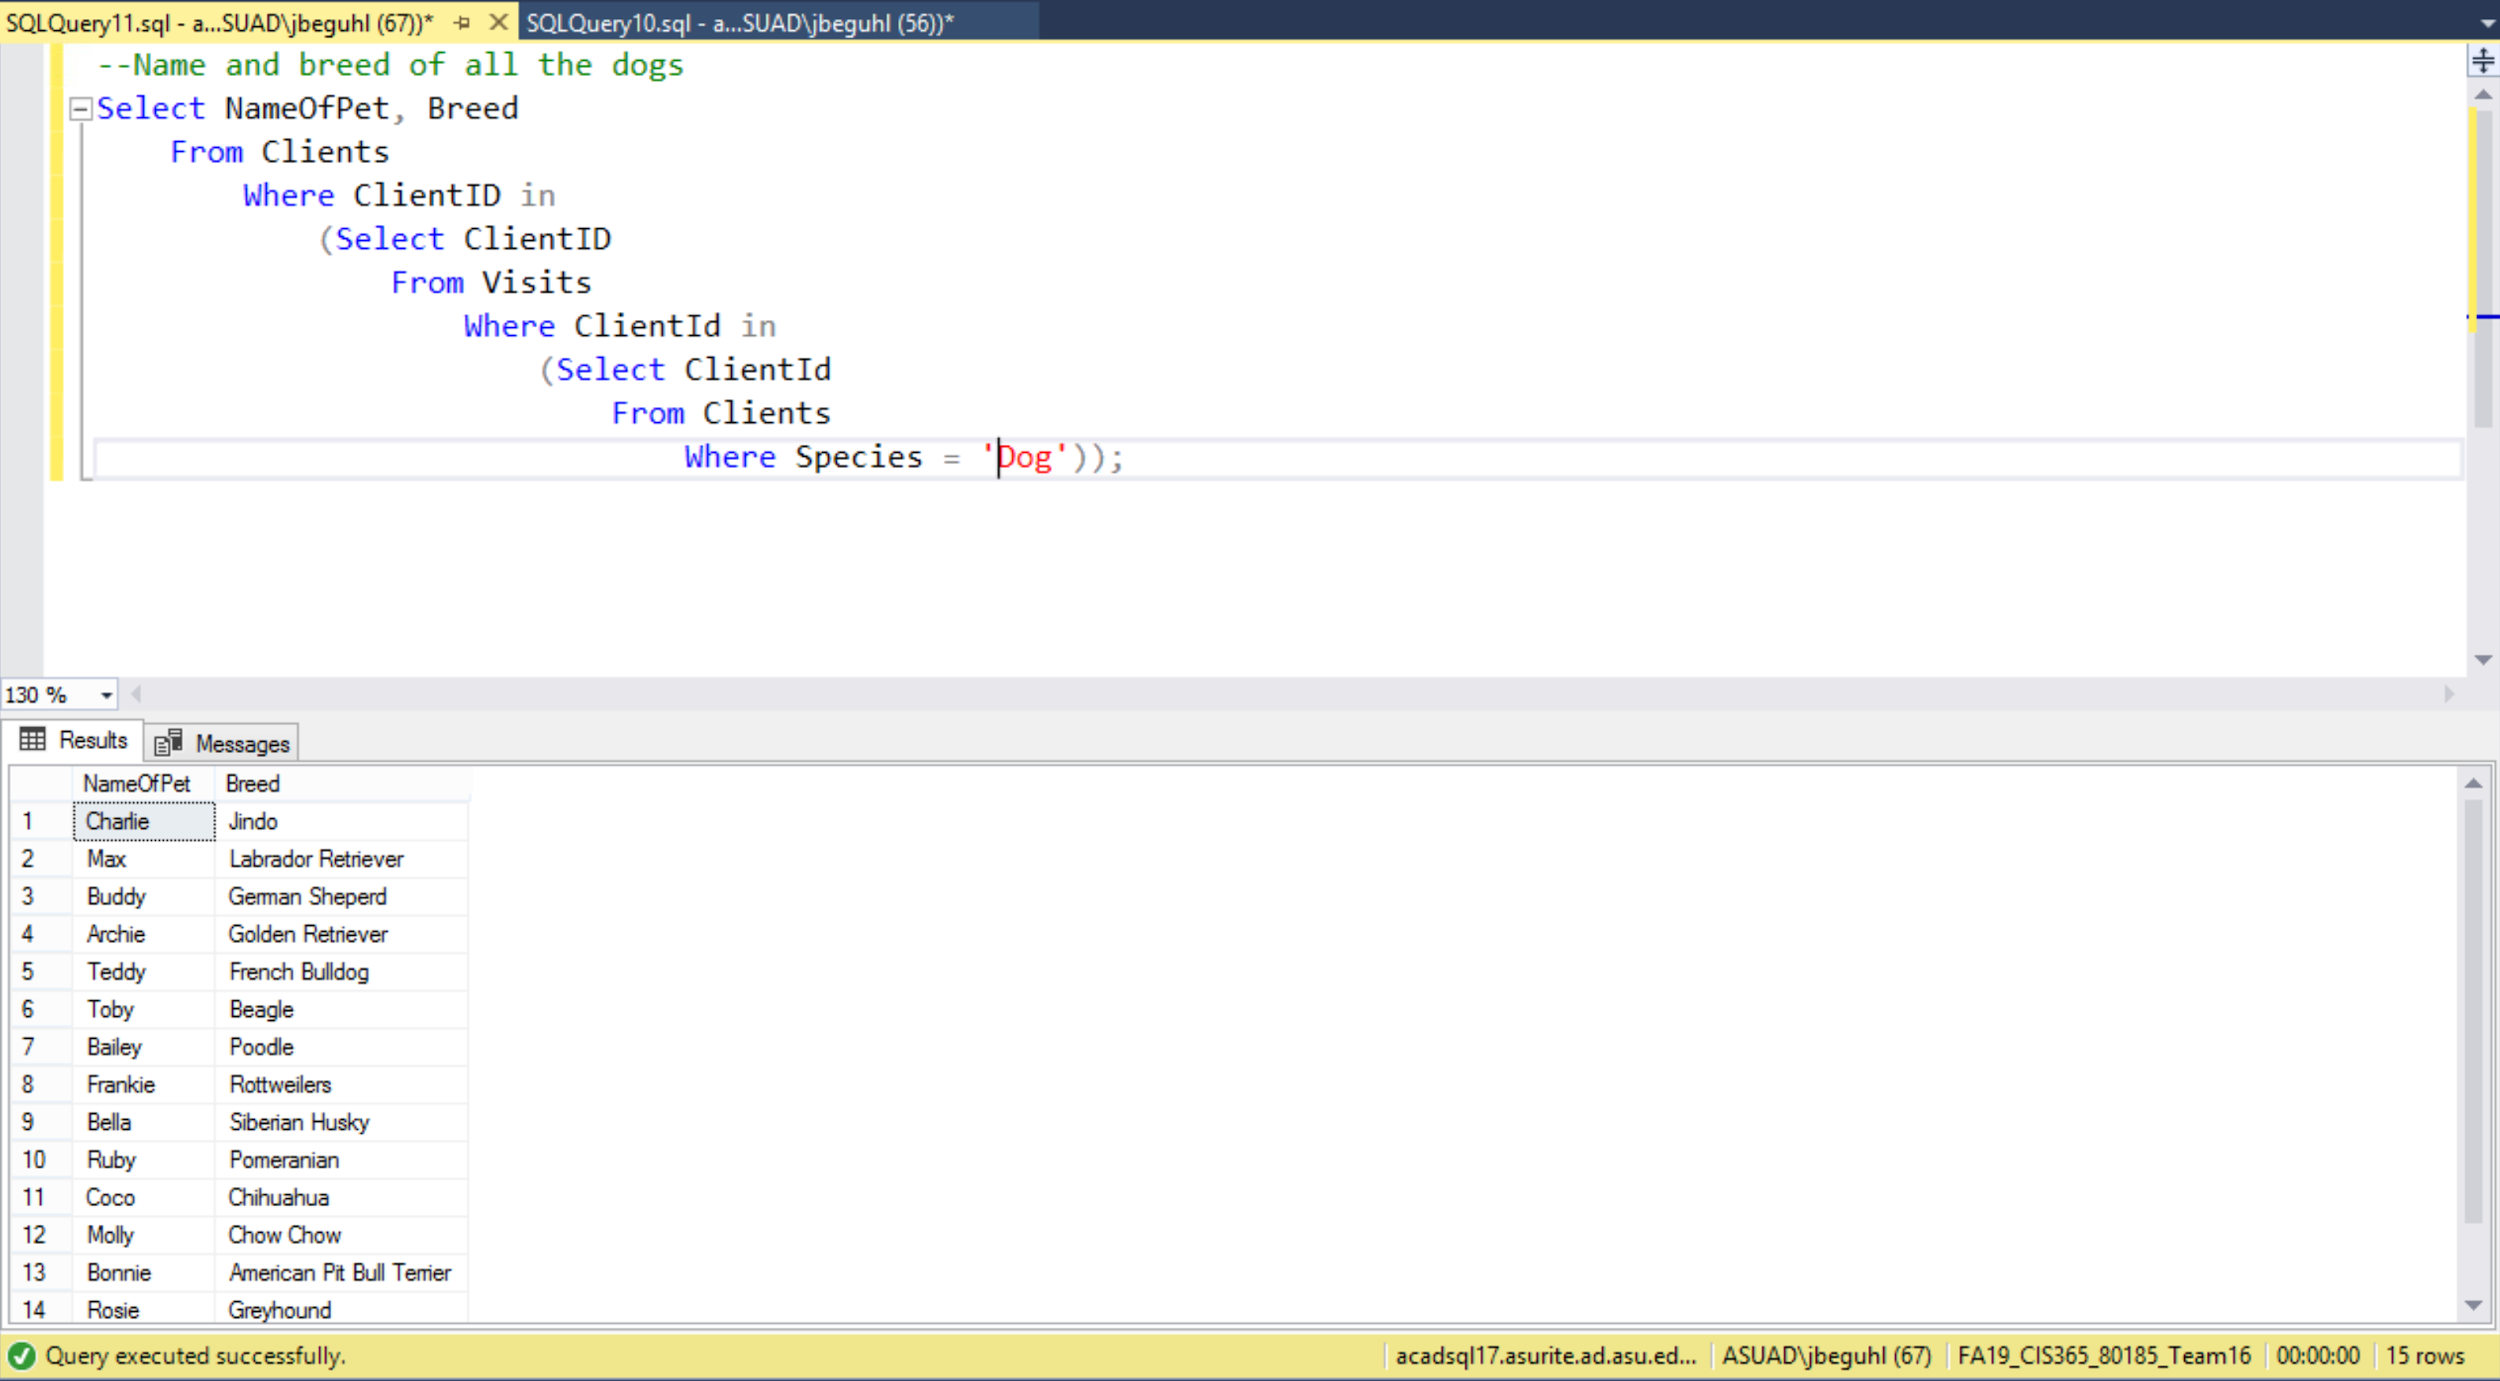 SQLQuery11.sql - a...SUAD\jbeguhl (67))* SQLQuery10.sql - a...SUAD\jbeguhl (56))*
--Name and breed of all the dogs
Select NameOfPet, Breed
From Clients
Where ClientID in
(Select ClientID
From Visits
Where ClientId in
(Select ClientId
From Clients
Where Species = 'Dog'));
130 %
Results Messages
NameOfPet Breed
1 Charlie Jindo
2 Max Labrador Retriever
3 Buddy German Sheperd
4 Archie Golden Retriever
5 Teddy French Bulldog
6 Toby Beagle
7 Bailey Poodle
8 Frankie Rottweilers
9 Bella Siberian Husky
10 Ruby Pomeranian
11 Coco Chihuahua
12 Molly Chow Chow
13 Bonnie American Pit Bull Terrier
14 Rosie Greyhound
Query executed successfully. acadsql17.asurite.ad.asu.ed... ASUAD\jbeguhl (67) FA19_CIS365_80185_Team16 00:00:00 15 rows